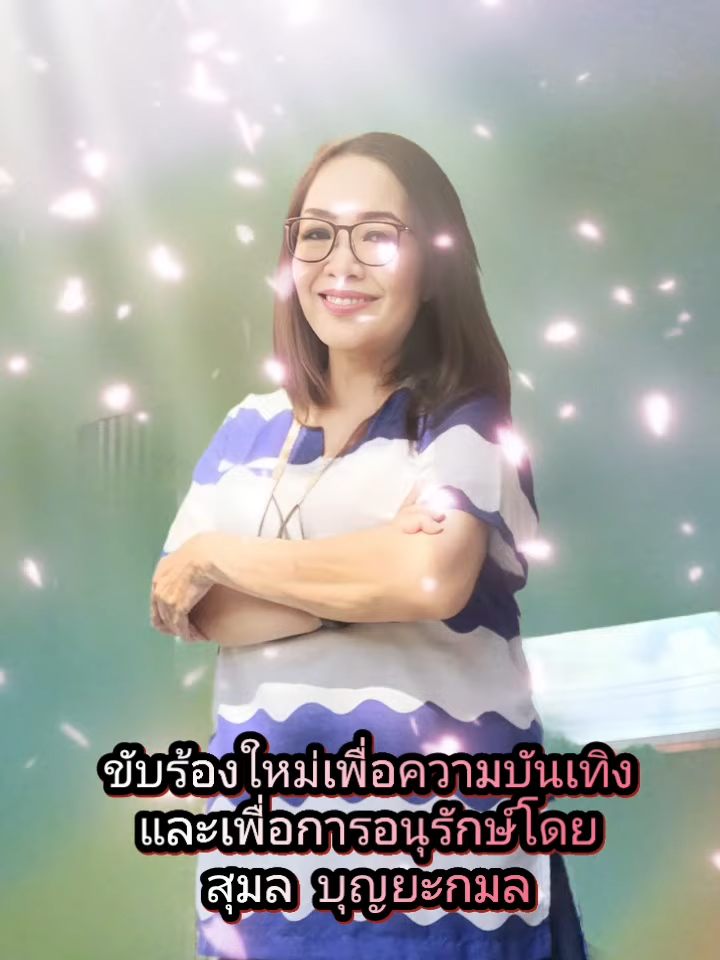 ขับร้องใหม่เพื่อความบันเทิง
และเพื่อการอนุรักษ์โดย
สุมล บุญยะกมล